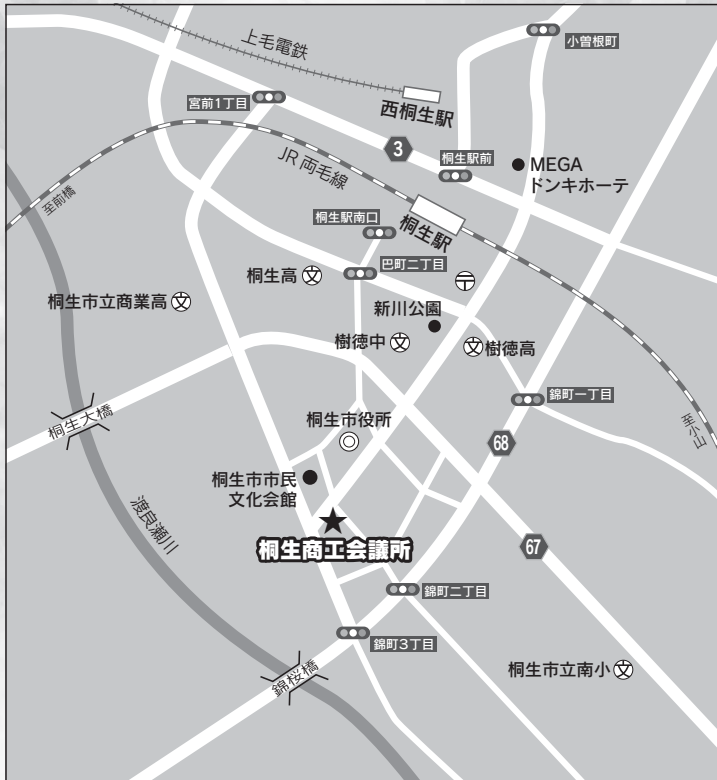 上毛電鉄
小曽根町
西桐生駅
宮前1丁目
3
桐生駅前
JR両毛線
MEGA
ドンキホーテ
至前橋
桐生駅南口
桐生駅
巴町二丁目
桐生高
桐生市立商業高
新川公園
樹徳中
樹徳高
錦町一丁目
桐生大橋
桐生市役所
至小山
68
桐生市市民
文化会館
渡良瀬川
桐生商工会議所
67
錦町二丁目
錦町3丁目
錦桜橋
桐生市立南小